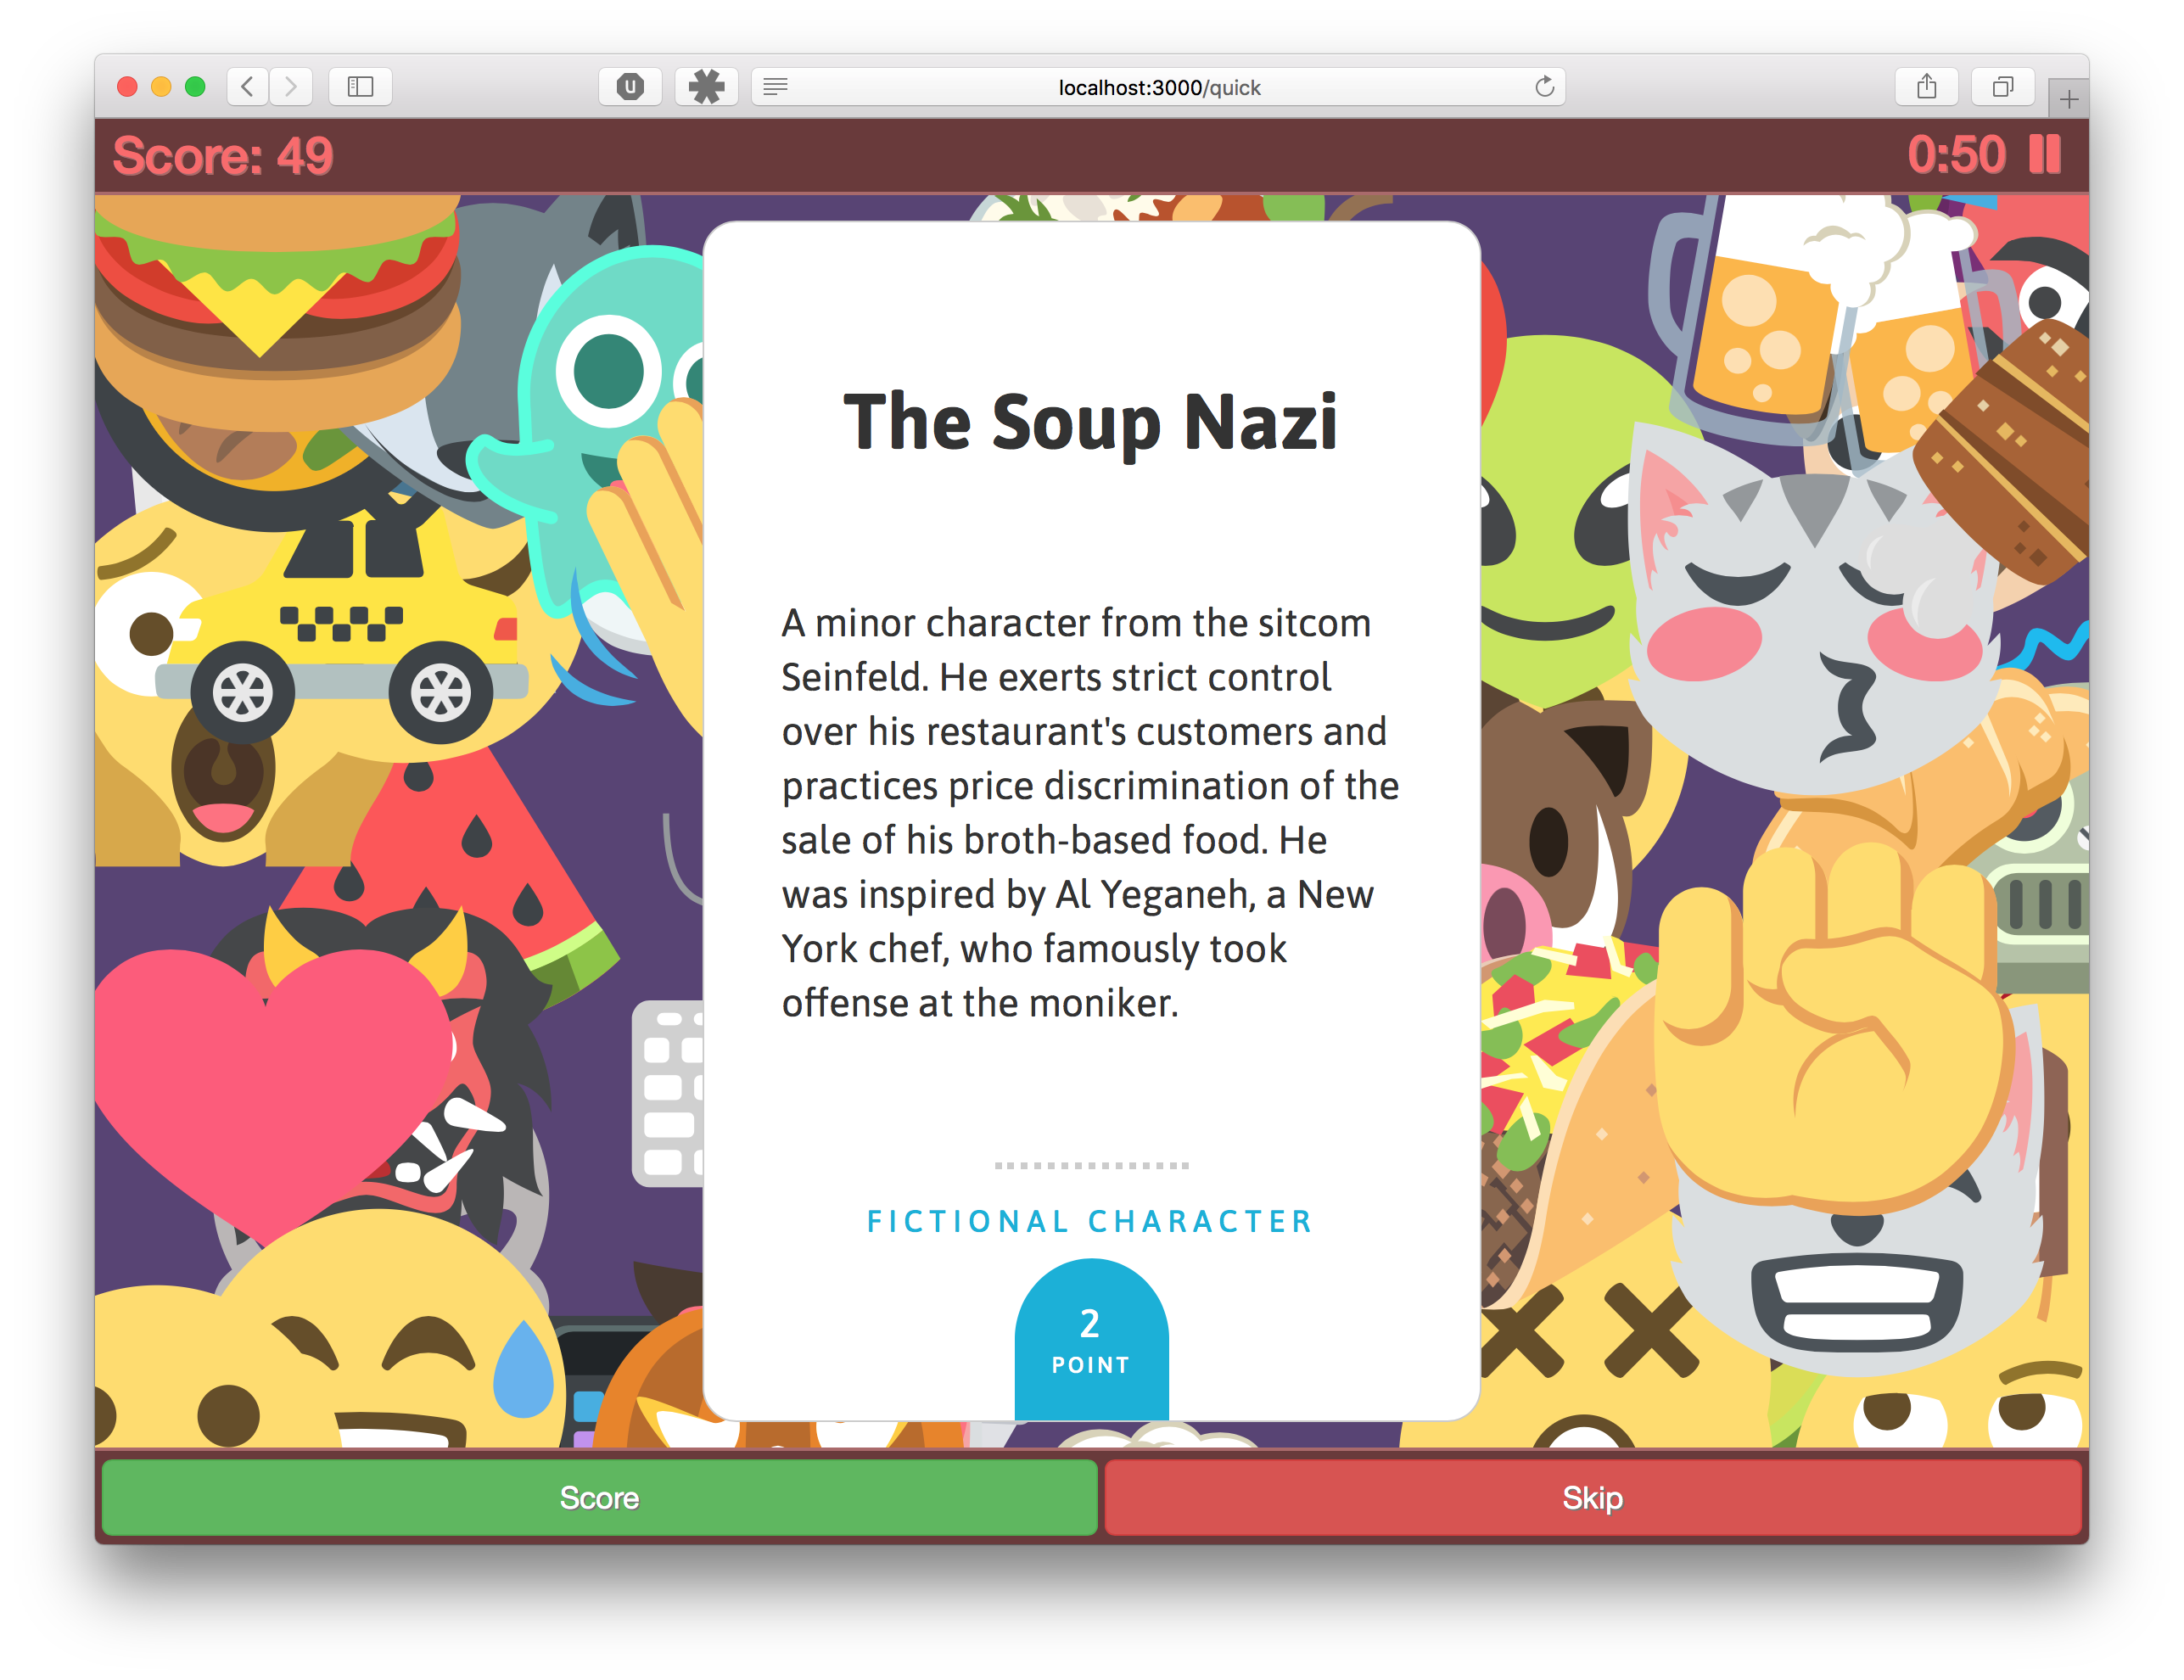 localhost:3000/quick
Score: 49
0:50
The Soup Nazi
A minor character from the sitcom
Seinfeld. He exerts strict control
over his restaurant's customers and
practices price discrimination of the
sale of his broth-based food. He
was inspired by Al Yeganeh, a New
York chef, who famously took
offense at the moniker.
FICTIONAL CHARACTER
2
POINT
Score
Skip